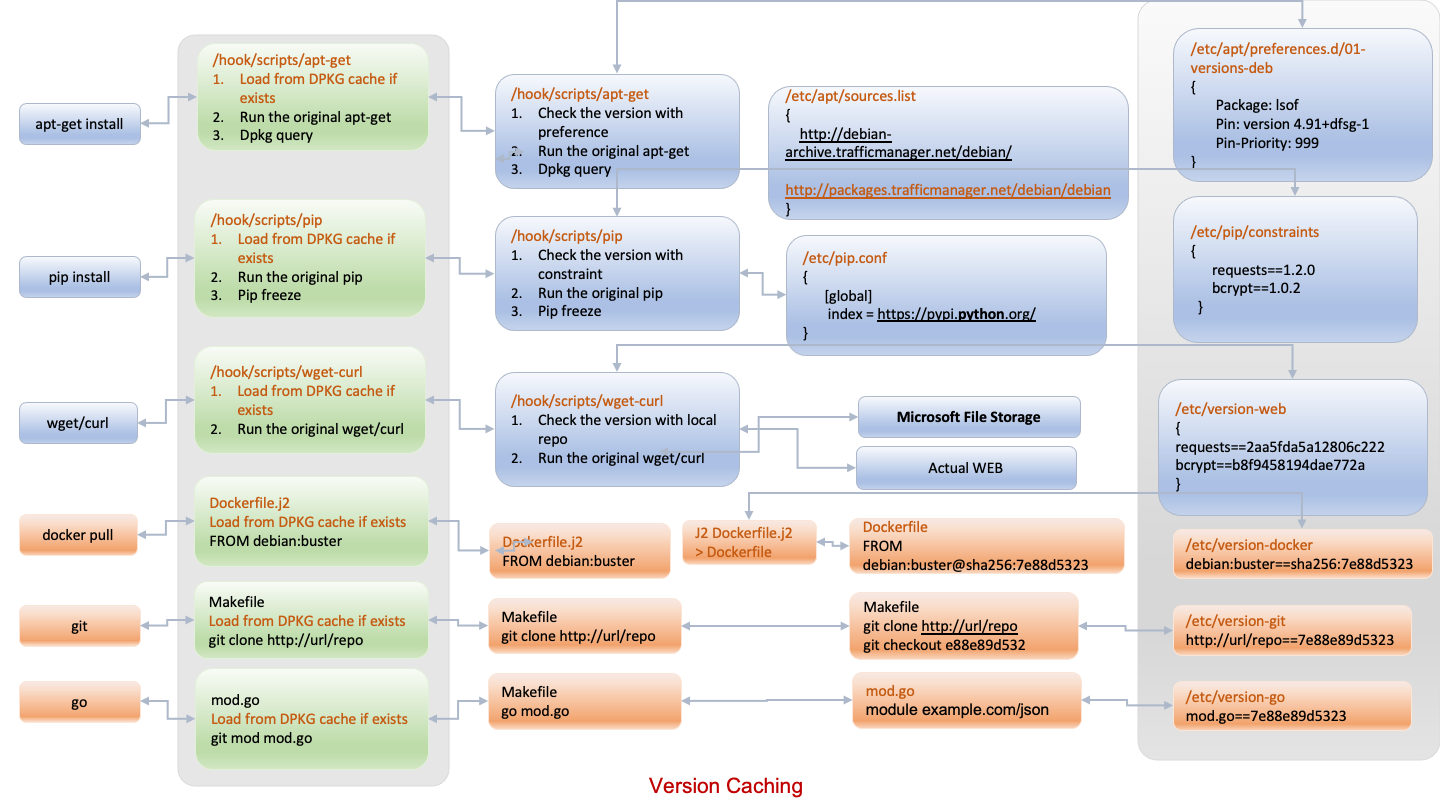 apt-get install
/hook/scripts/apt-get
1. Load from DPKG cache if
exists
2. Run the original apt-get
3. Dpkg query
/hook/scripts/apt-get
1. Check the version with
preference
2. Run the original apt-get
3. Dpkg query
/etc/apt/sources.list
{
http://debian-
archive.trafficmanager.net/debian/
http://packages.trafficmanager.net/debian/debian
}
/etc/apt/preferences.d/01-
versions-deb
{
Package: lsof
Pin: version 4.91+dfsg-1
Pin-Priority: 999
}
pip install
/hook/scripts/pip
1. Load from DPKG cache if
exists
2. Run the original pip
3. Pip freeze
/hook/scripts/pip
1. Check the version with
constraint
2. Run the original pip
3. Pip freeze
/etc/pip.conf
{
[global]
index = https://pypi.python.org/
}
/etc/pip/constraints
{
requests==1.2.0
bcrypt==1.0.2
}
wget/curl
/hook/scripts/wget-curl
1. Load from DPKG cache if
exists
2. Run the original wget/curl
/hook/scripts/wget-curl
1. Check the version with local
repo
2. Run the original wget/curl
Microsoft File Storage
Actual WEB
/etc/version-web
{
requests==2aa5fda5a12806c222
bcrypt==b8f9458194dae772a
}
docker pull
Dockerfile.j2
Load from DPKG cache if exists
FROM debian:buster
Dockerfile.j2
FROM debian:buster
J2 Dockerfile.j2
> Dockerfile
Dockerfile
FROM
debian:buster@sha256:7e88d5323
/etc/version-docker
debian:buster==sha256:7e88d5323
git
Makefile
Load from DPKG cache if exists
git clone http://url/repo
Makefile
git clone http://url/repo
Makefile
git clone http://url/repo
git checkout e88e89d532
/etc/version-git
http://url/repo==7e88e89d5323
go
mod.go
Load from DPKG cache if exists
git mod mod.go
Makefile
go mod.go
mod.go
module example.com/json
/etc/version-go
mod.go==7e88e89d5323
Version Caching